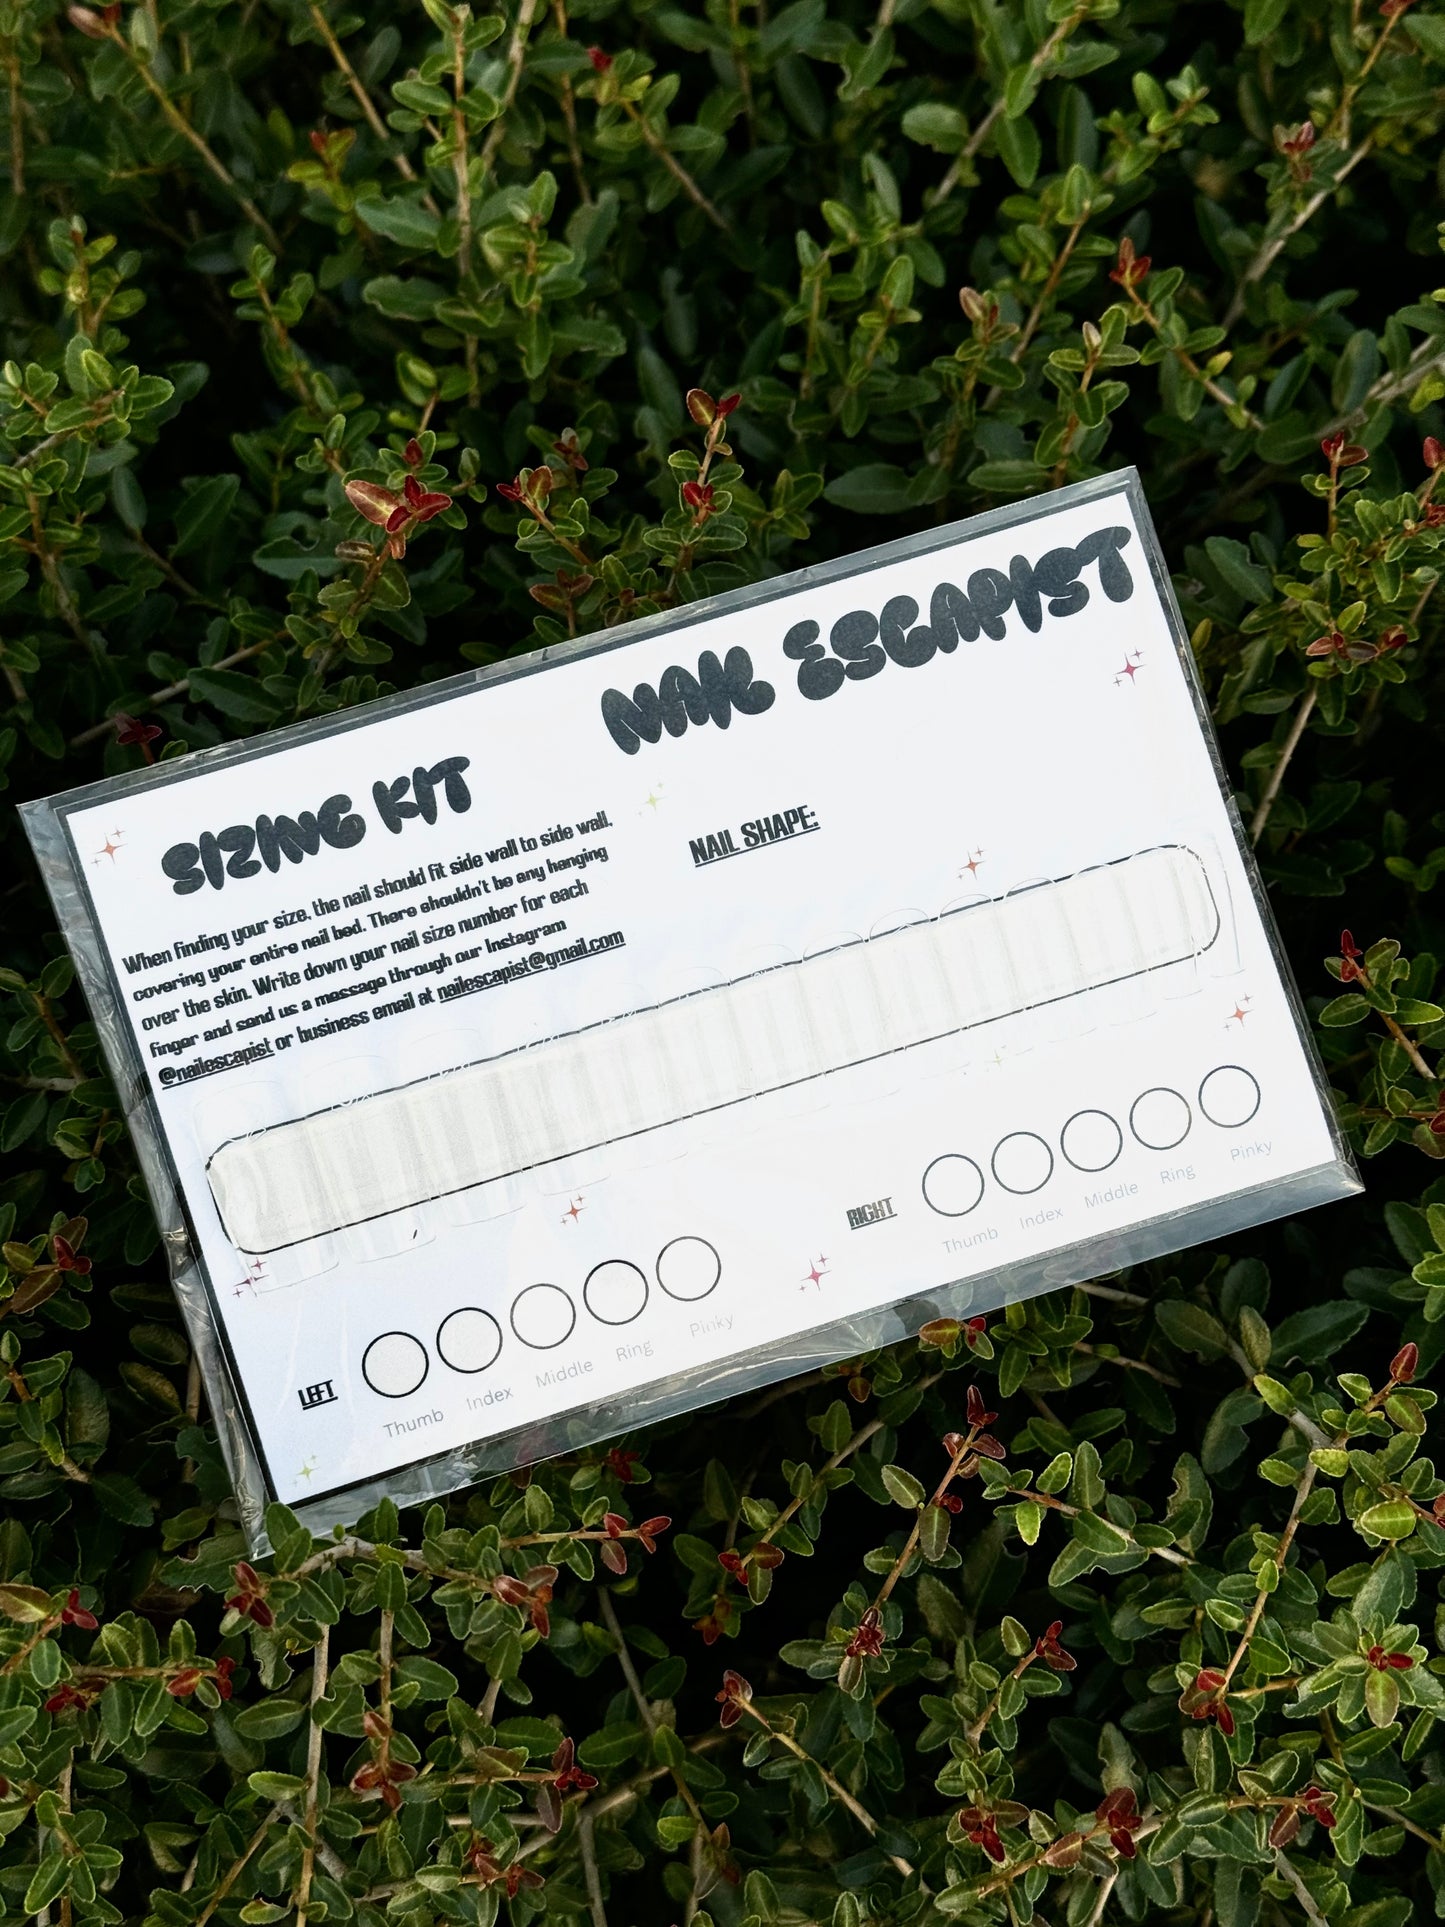 NAIL ESCAPIST
SIZING KIT
When finding your size, the nail should fit side wall to side wall,
covering your entire nail bed. There shouldn't be any hanging
over the skin. Write down your nail size number for each
finger and send us a message through our Instagram
@nailescapist or business email at nailescapist@gmail.com
NAIL SHAPE:
LEFT
Thumb Index Middle Ring Pinky
RIGHT
Thumb Index Middle Ring Pinky